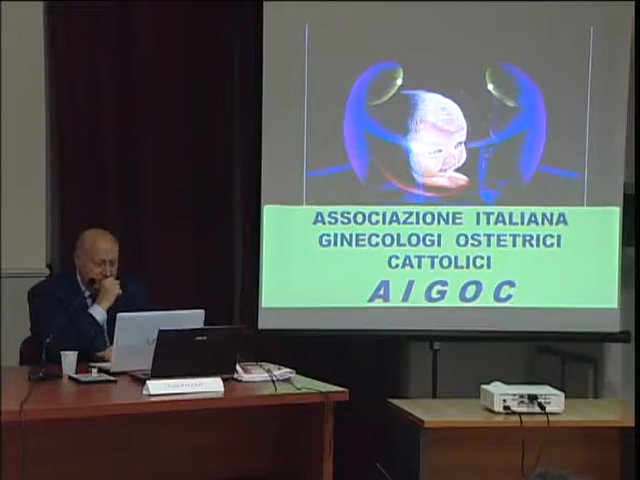 ASSOCIAZIONE ITALIANA
GINECOLOGI OSTETRICI
CATTOLICI
AIGOC